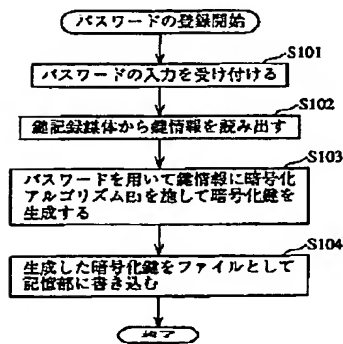 パスワードの登録開始
S101
パスワードの入力を受け付ける
S102
鍵記録媒体から鍵情報を読み出す
S103
パスワードを用いて鍵情報に暗号化
アルゴリズムE1を施して暗号化鍵を
生成する
S104
生成した暗号化鍵をファイルとして
記憶部に書き込む
終了